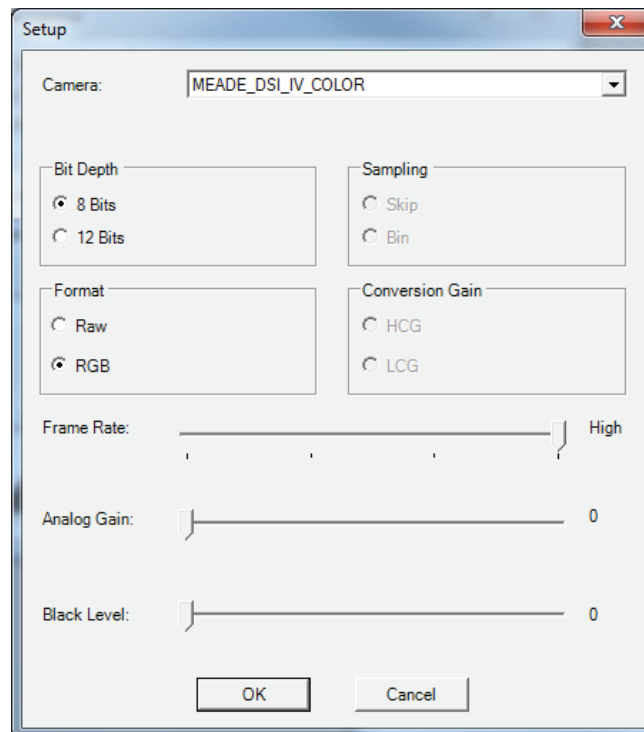 Setup
Camera: MEADE_DSI_IV_COLOR
Bit Depth
8 Bits
12 Bits
Sampling
Skip
Bin
Format
Raw
RGB
Conversion Gain
HCG
LCG
Frame Rate: High
Analog Gain: 0
Black Level: 0
OK Cancel